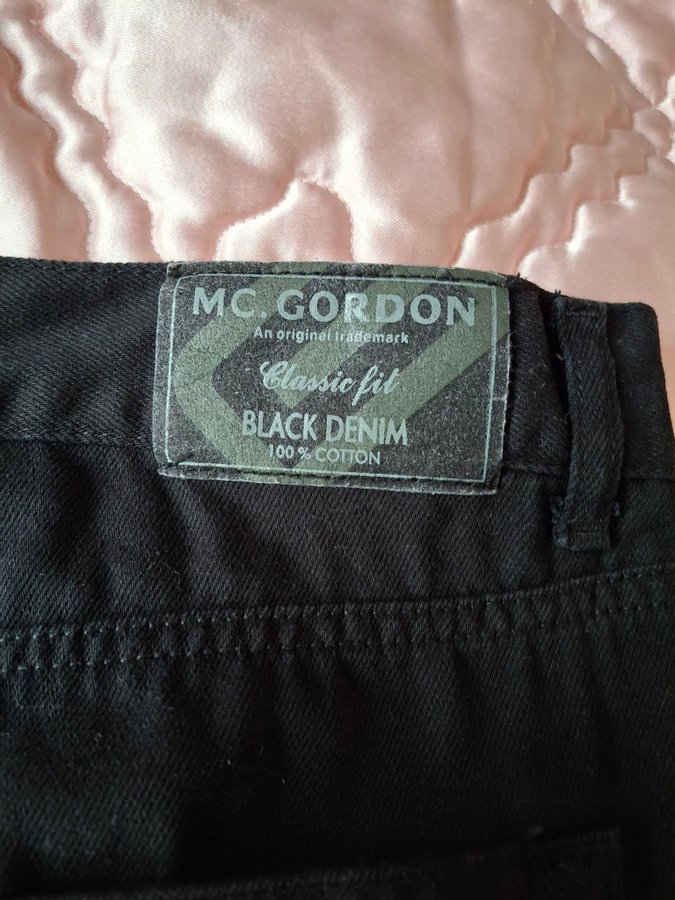 MC. GORDON
An original trademark
Classic fit
BLACK DENIM
100 % COTTON